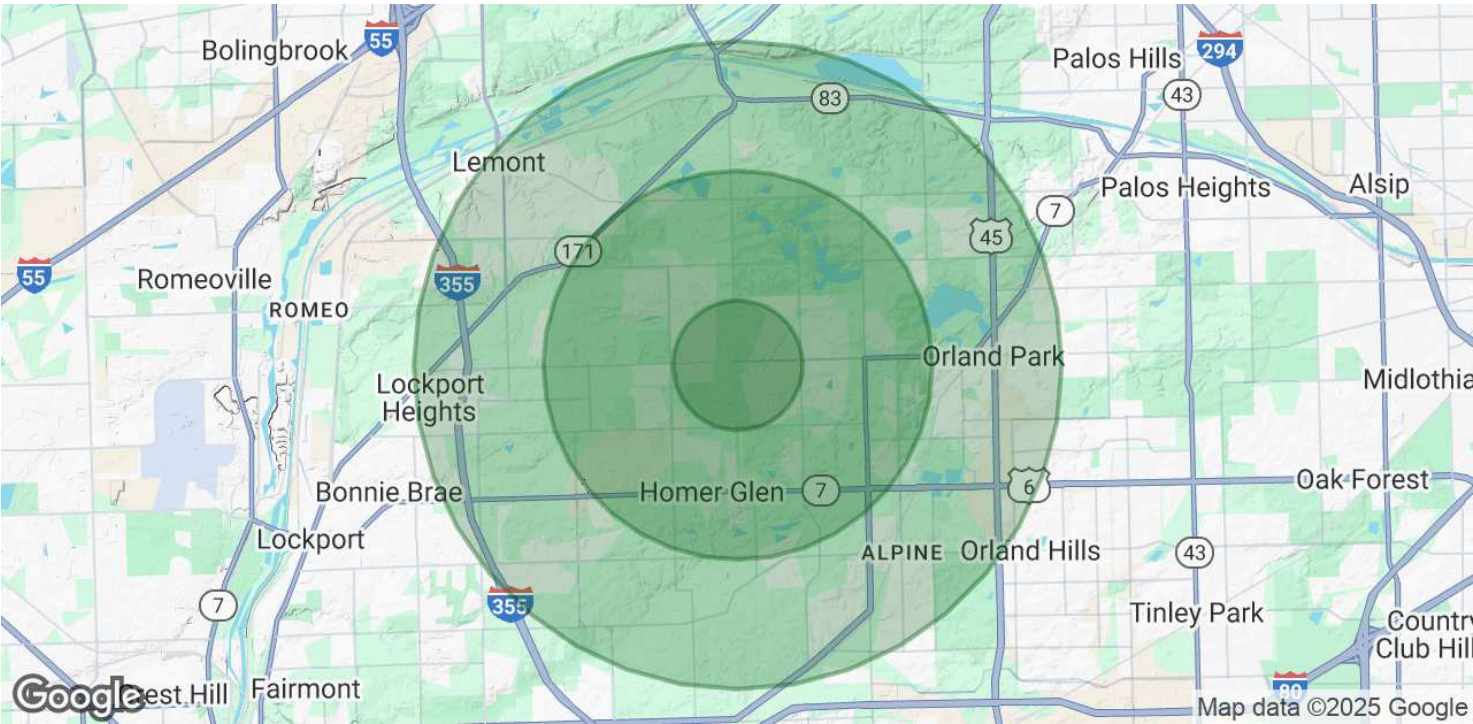 Bolingbrook
55
Palos Hills
294
83
43
Lemont
Palos Heights
Alsip
7
171
45
55
Romeoville
355
ROMEO
Orland Park
Lockport
Heights
Midlothia
Bonnie Brae
Homer Glen
7
6
Oak Forest
Lockport
ALPINE
Orland Hills
43
7
355
Tinley Park
Country
Club Hill
80
Google
Crest Hill
Fairmont
Map data ©2025 Google